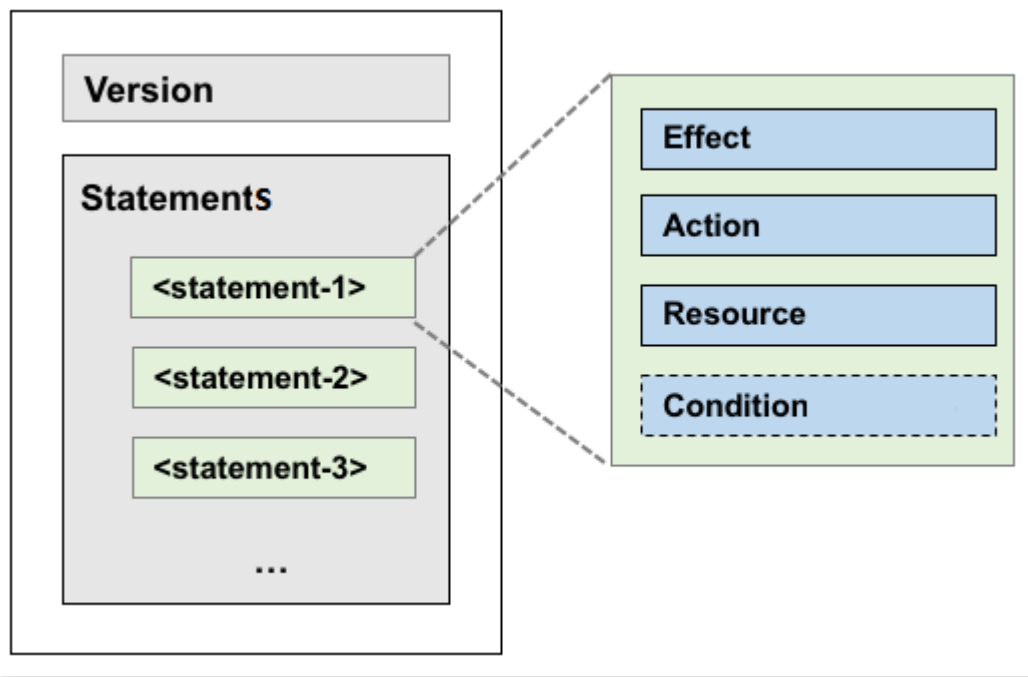 Version
Statements
<statement-1>
<statement-2>
<statement-3>
...
Effect
Action
Resource
Condition